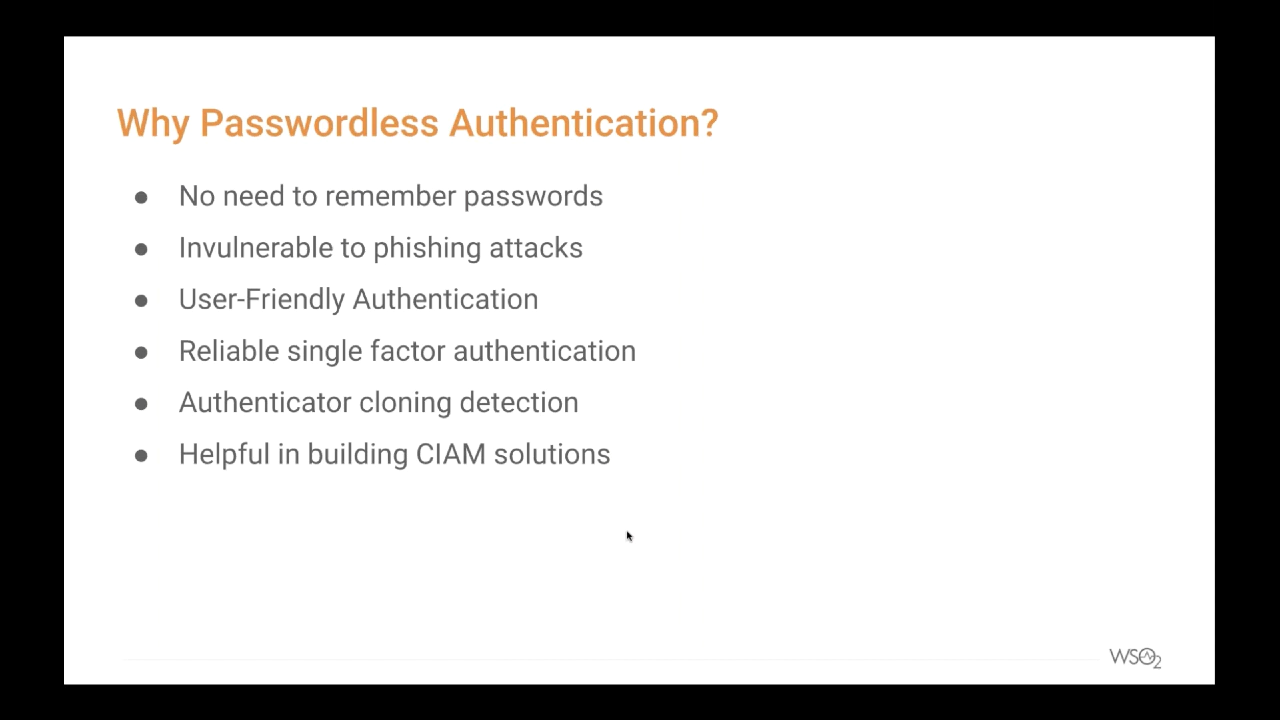 Why Passwordless Authentication?
● No need to remember passwords
● Invulnerable to phishing attacks
● User-Friendly Authentication
● Reliable single factor authentication
● Authenticator cloning detection
● Helpful in building CIAM solutions
WSO2